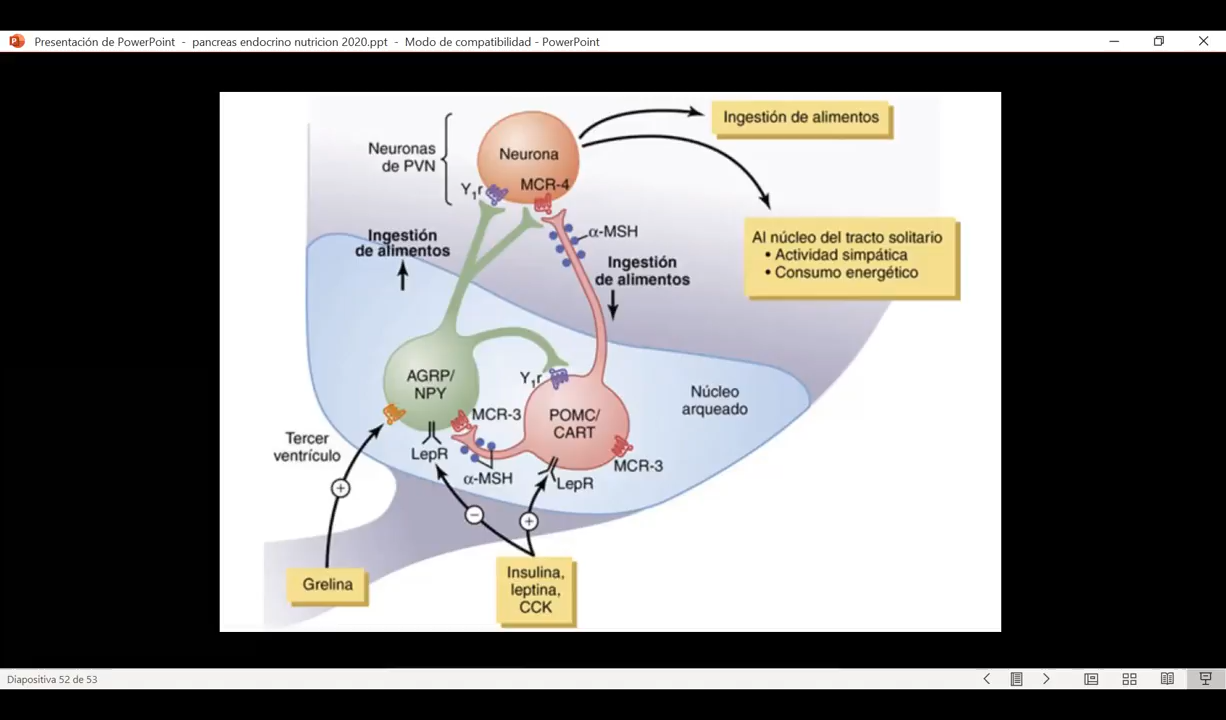 Presentación de PowerPoint - pancreas endocrino nutricion 2020.ppt - Modo de compatibilidad - PowerPoint
Neuronas
de PVN
Neurona
Y1r
MCR-4
Ingestión de alimentos
α-MSH
Al núcleo del tracto solitario
• Actividad simpática
• Consumo energético
Ingestión
de alimentos
Ingestión
de alimentos
AGRP/
NPY
Y1r
MCR-3
POMC/
CART
Núcleo
arqueado
Tercer
ventrículo
LepR
α-MSH
LepR
MCR-3
+
−
+
Grelina
Insulina,
leptina,
CCK
Diapositiva 52 de 53